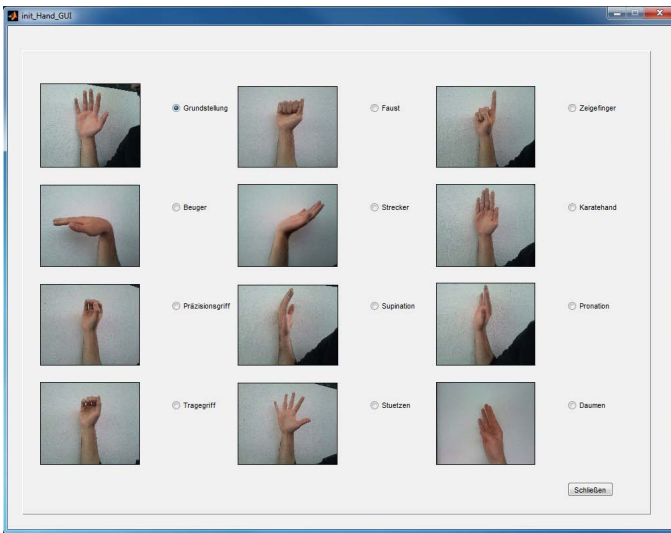 init_Hand_GUI
Grundstellung
Faust
Zeigefinger
Beuger
Strecker
Karatehand
Präzisionsgriff
Supination
Pronation
Tragegriff
Stuetzen
Daumen
Schließen